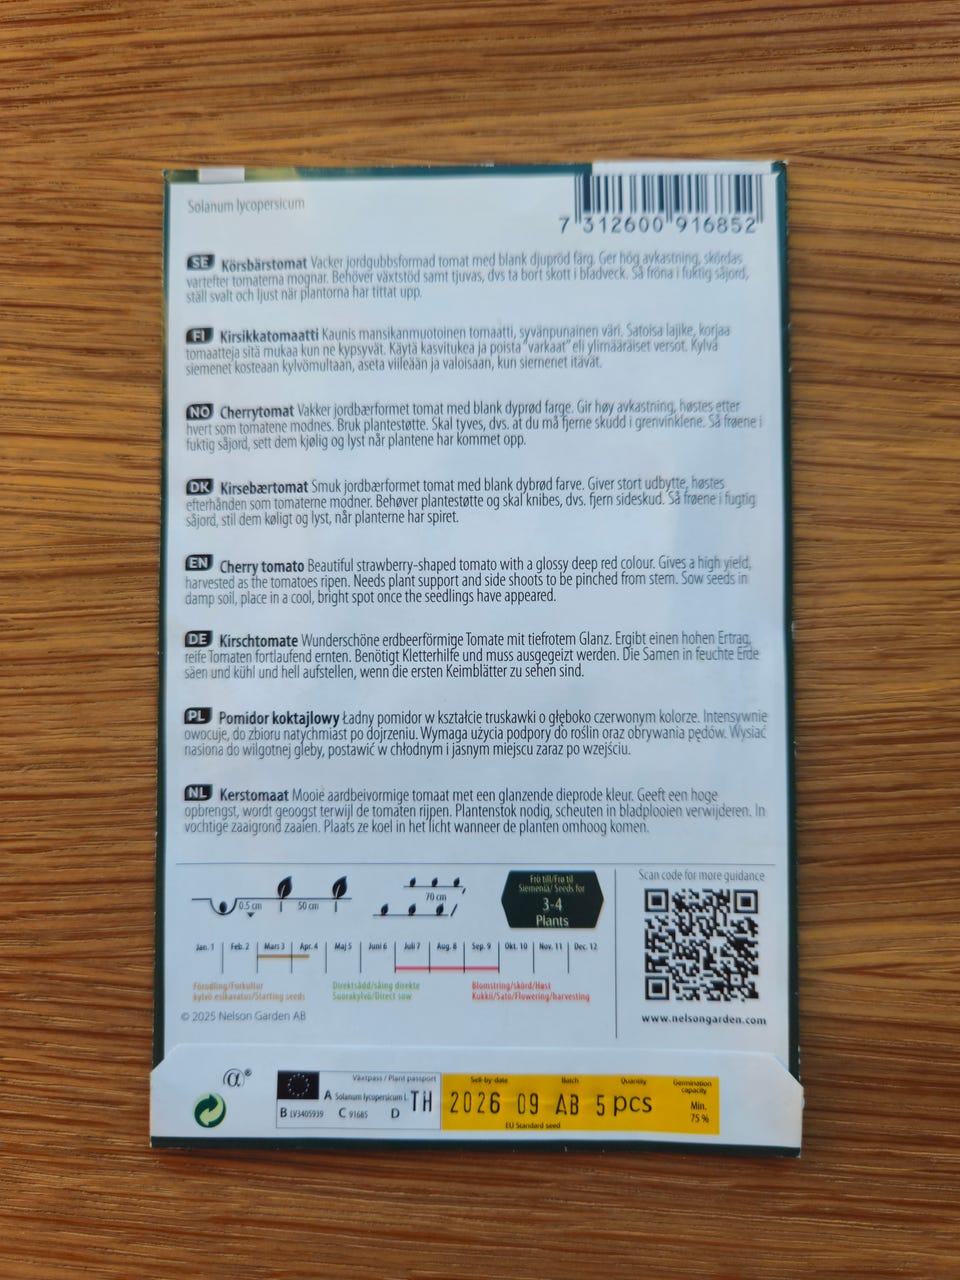 Solanum lycopersicum
7 312600 916852
SE Körsbärstomat Vacker jordgubbsformad tomat med blank djupröd färg. Ger hög avkastning, skördas
vartefter tomaterna mognar. Behöver växtstöd samt tjuvas, dvs ta bort skott i bladveck. Så fröna i fuktig såjord,
ställ svalt och ljust när plantorna har tittat upp.
FI Kirsikkatomaatti Kaunis mansikanmuotoinen tomaatti, syvänpunainen väri. Satoisa lajike, korjaa
tomaatteja sitä mukaa kun ne kypsyvät. Käytä kasvitukea ja poista "varkaat" eli ylimääräiset versot. Kylvä
siemenet kosteaan kylvömultaan, aseta viileään ja valoisaan, kun siemenet itävät.
NO Cherrytomat Vakker jordbærformet tomat med blank dyprød farge. Gir høy avkastning, høstes etter
hvert som tomatene modnes. Bruk plantestøtte. Skal tyves, dvs. at du må fjerne skudd i grenvinklene. Så frøene i
fuktig såjord, sett dem kjølig og lyst når plantene har kommet opp.
DK Kirsebærtomat Smuk jordbærformet tomat med blank dybrød farve. Giver stort udbytte, høstes
efterhånden som tomaterne modner. Behøver plantestøtte og skal knibes, dvs. fjern sideskud. Så frøene i fugtig
såjord, stil dem køligt og lyst, når planterne har spiret.
EN Cherry tomato Beautiful strawberry-shaped tomato with a glossy deep red colour. Gives a high yield,
harvested as the tomatoes ripen. Needs plant support and side shoots to be pinched from stem. Sow seeds in
damp soil, place in a cool, bright spot once the seedlings have appeared.
DE Kirschtomate Wunderschöne erdbeerförmige Tomate mit tiefrotem Glanz. Ergibt einen hohen Ertrag,
reife Tomaten fortlaufend ernten. Benötigt Kletterhilfe und muss ausgegeizt werden. Die Samen in feuchte Erde
säen und kühl und hell aufstellen, wenn die ersten Keimblätter zu sehen sind.
PL Pomidor koktajlowy Ładny pomidor w kształcie truskawki o głęboko czerwonym kolorze. Intensywnie
owocuje, do zbioru natychmiast po dojrzeniu. Wymaga użycia podpory do roślin oraz obrywania pędów. Wysiać
nasiona do wilgotnej gleby, postawić w chłodnym i jasnym miejscu zaraz po wzejściu.
NL Kerstomaat Mooie aardbeivormige tomaat met een glanzende dieprode kleur. Geeft een hoge
opbrengst, wordt geoogst terwijl de tomaten rijpen. Plantenstok nodig, scheuten in bladplooien verwijderen. In
vochtige zaaigrond zaaien. Plaats ze koel in het licht wanneer de planten omhoog komen.
0.5 cm 50 cm 70 cm
Frö till/Frø til
Siemeniä/Seeds for
3-4
Plants
Scan code for more guidance
Jan. 1 Feb. 2 Mars 3 Apr. 4 Maj 5 Juni 6 Juli 7 Aug. 8 Sep. 9 Okt. 10 Nov. 11 Dec. 12
Förodling/Forkultur
kylvö esikasvatus/Starting seeds
Direktsådd/såing direkte
Suorakylvö/Direct sow
Blomstring/skörd/Høst
Kukkii/Sato/Flowering/harvesting
© 2025 Nelson Garden AB
www.nelsongarden.com
@®
Växtpass / Plant passport
A Solanum lycopersicum L
B LV3405939 C 91685 D TH
Sell-by-date Batch Quantity Germination capacity
2026 09 AB 5 pcs Min. 75 %
EU Standard seed